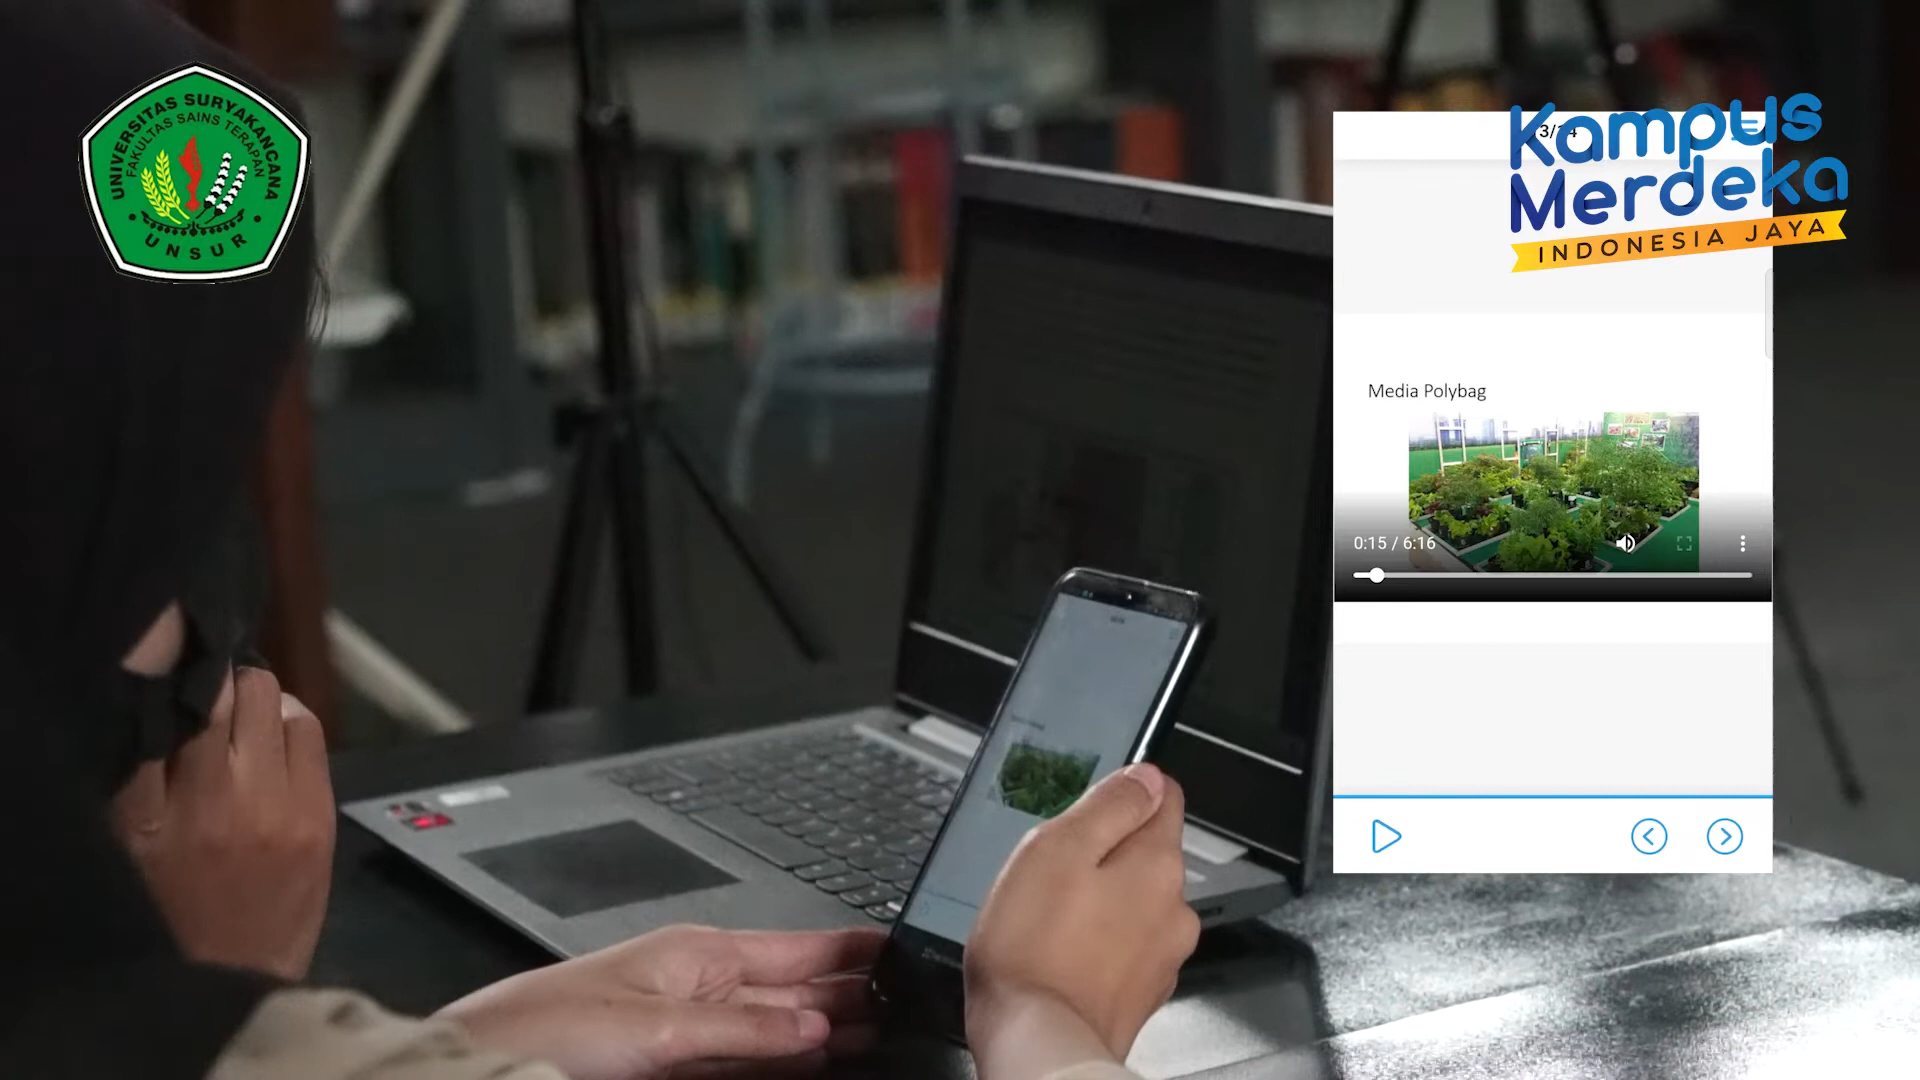 UNIVERSITAS SURYAKANCANA
FAKULTAS SAINS TERAPAN
UNSUR
Kampus
Merdeka
INDONESIA JAYA
Media Polybag
0:15 / 6:16